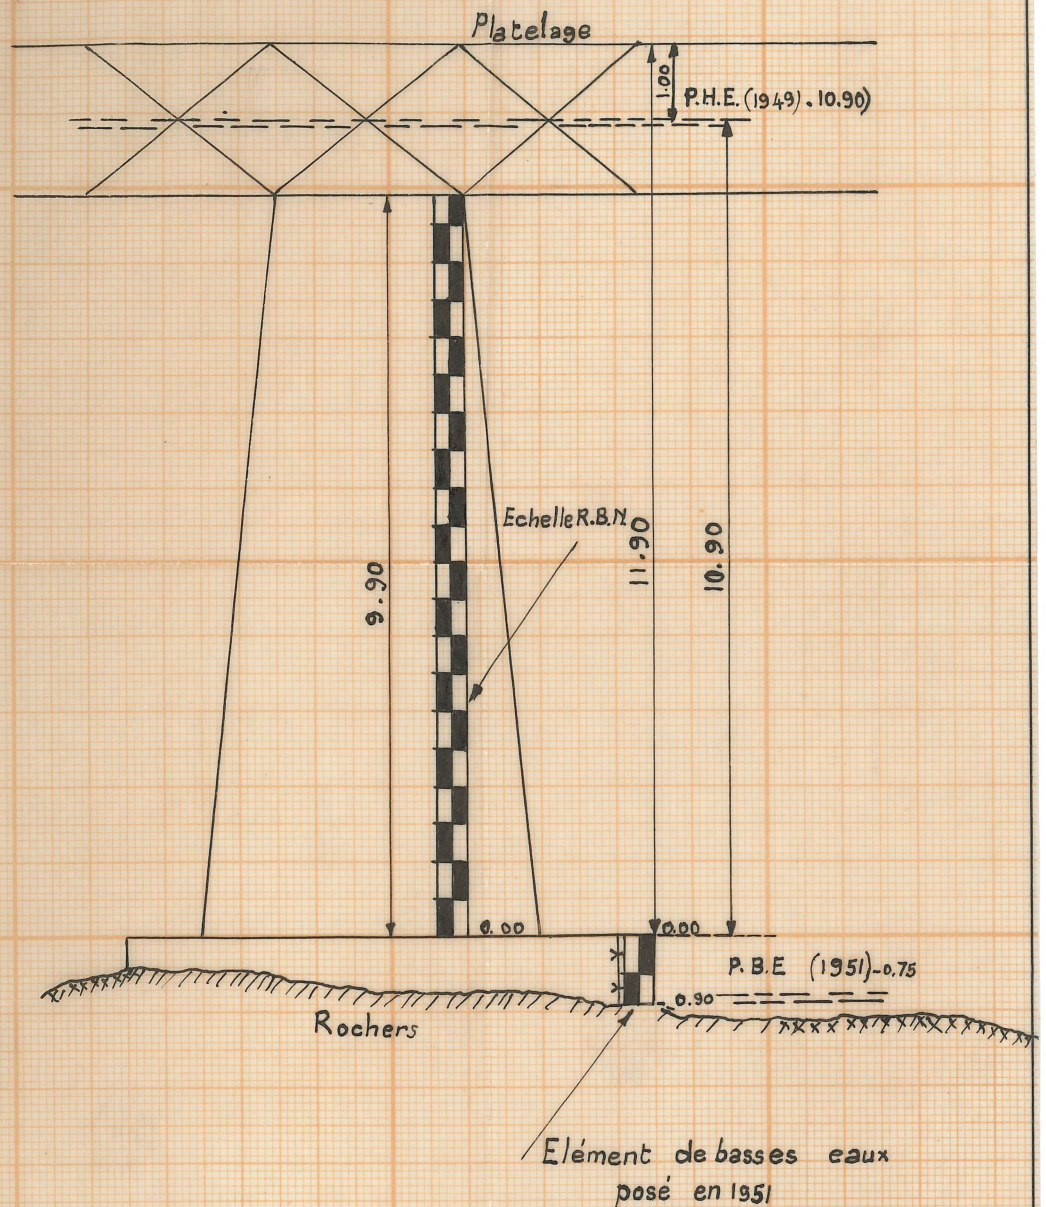 Platelage
1.00
P.H.E. (1949). 10.90)
Echelle R.B.N
11.90
10.90
9.90
0.00
0.00
P.B.E (1951)-0.75
0.90
Rochers
Elément de basses eaux
posé en 1951